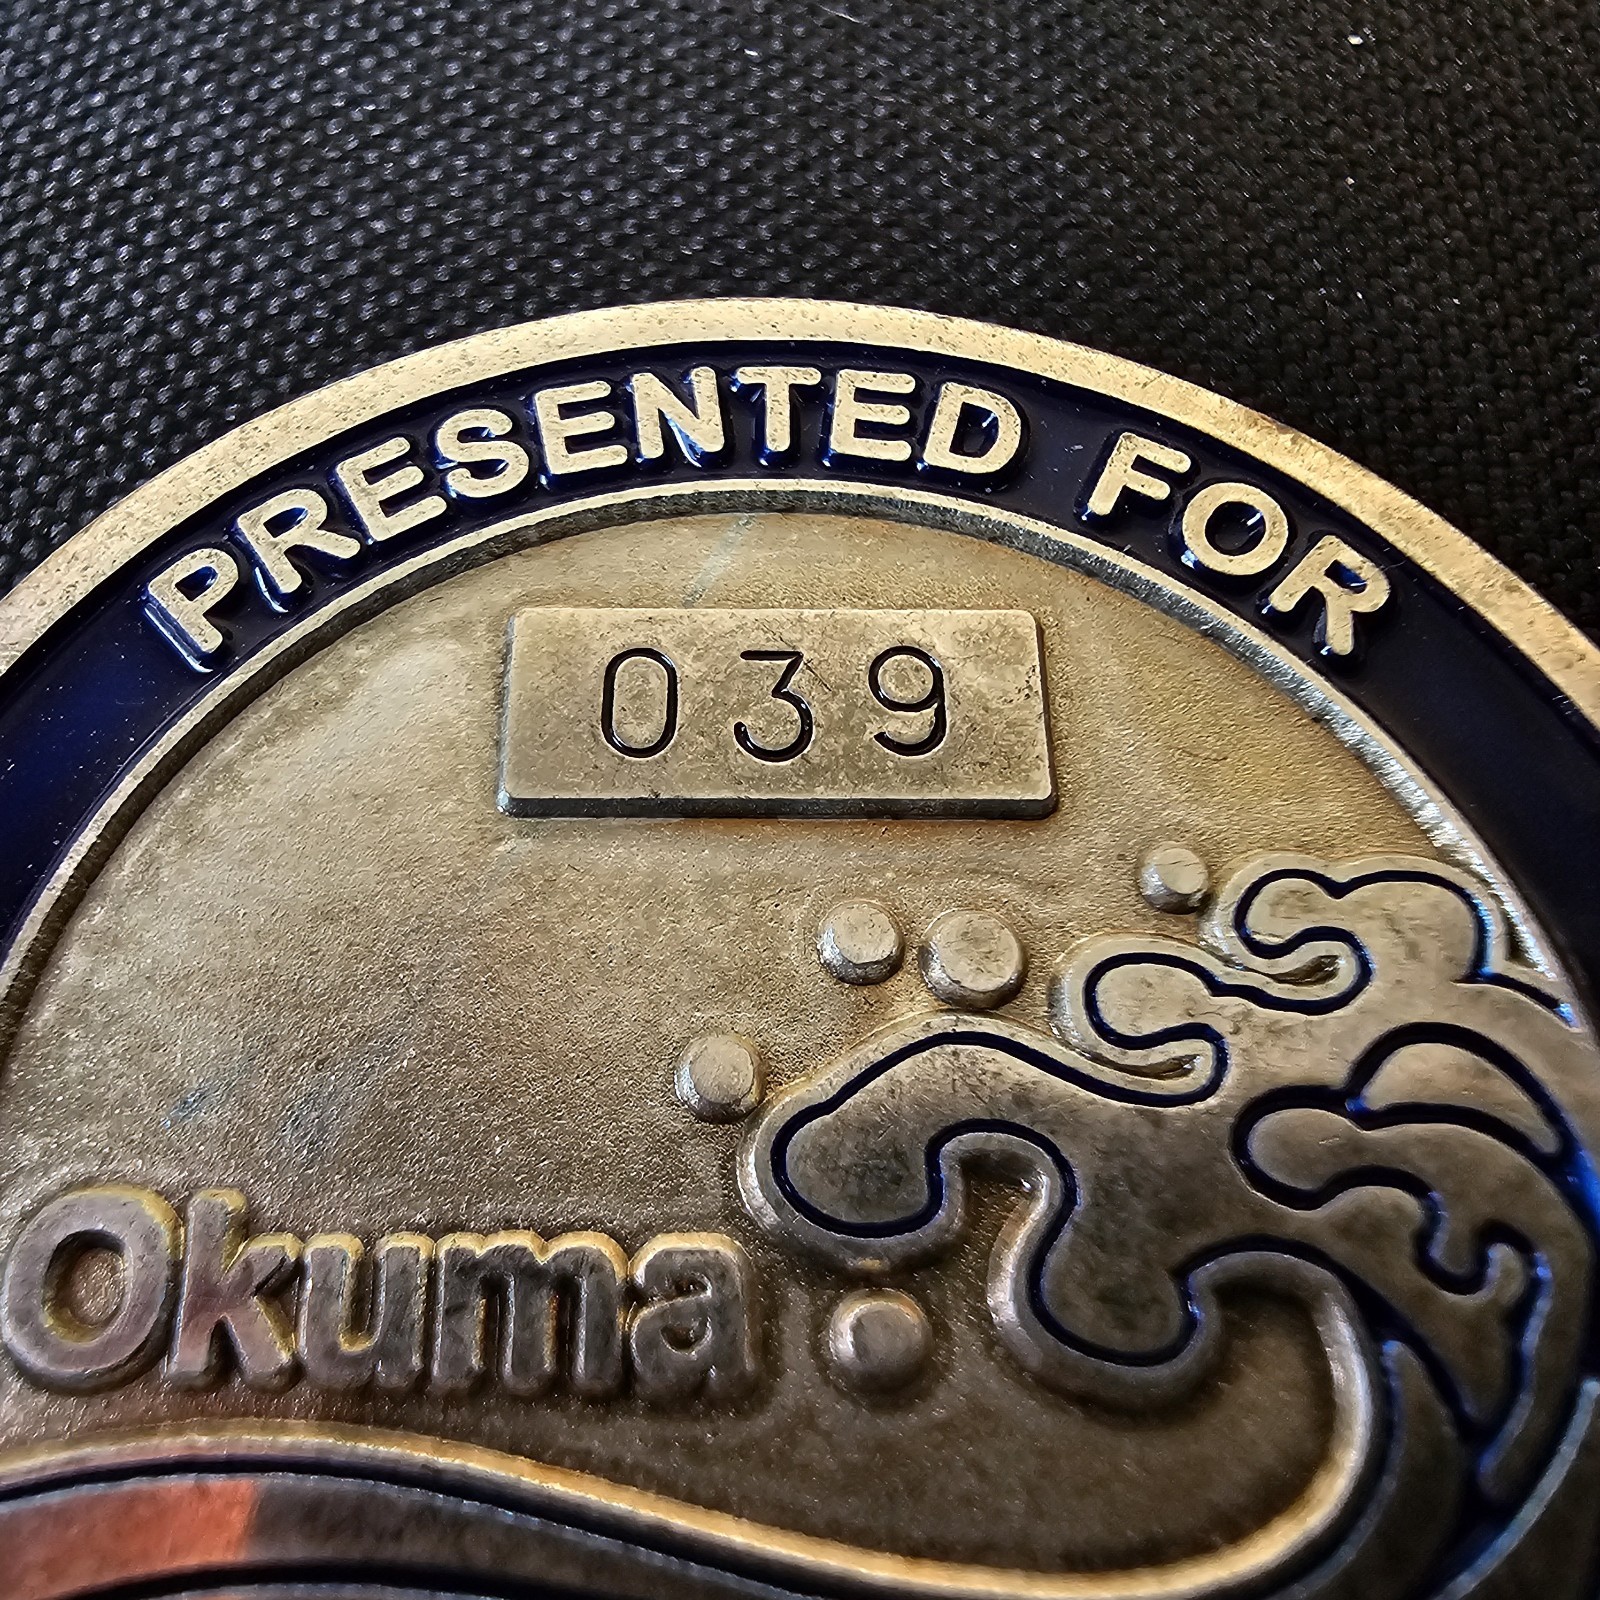 PRESENTED FOR
039
Okuma